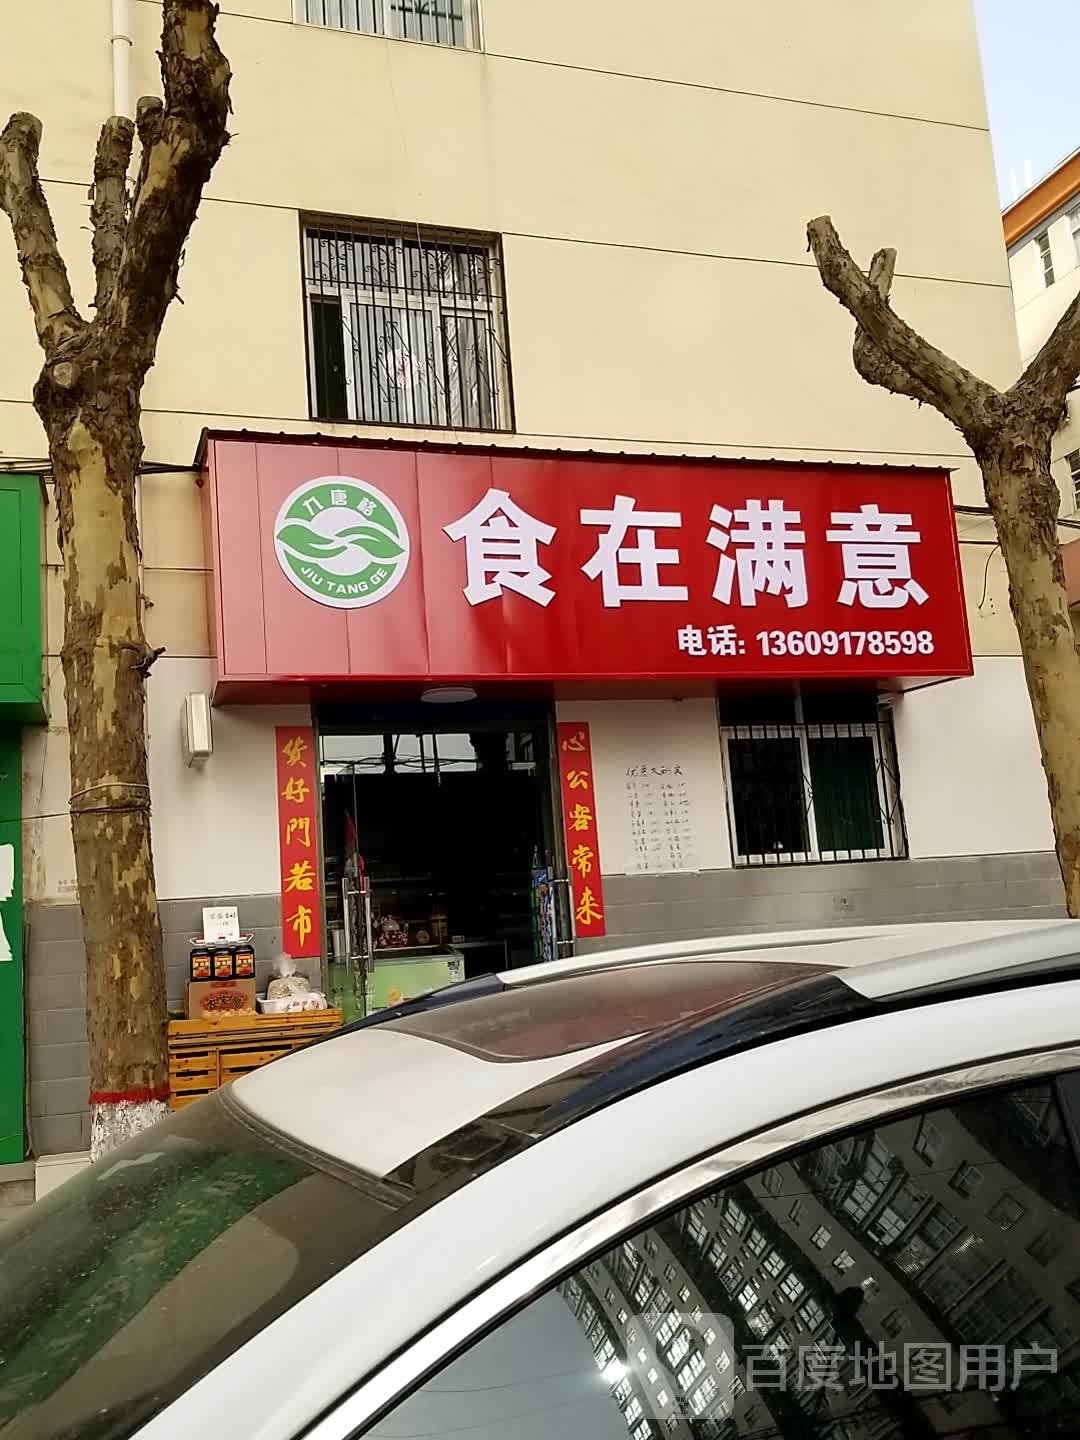 九唐格
JIU TANG GE
食在满意
电话: 13609178598
货好門若市
心公客常来
百度地图用户